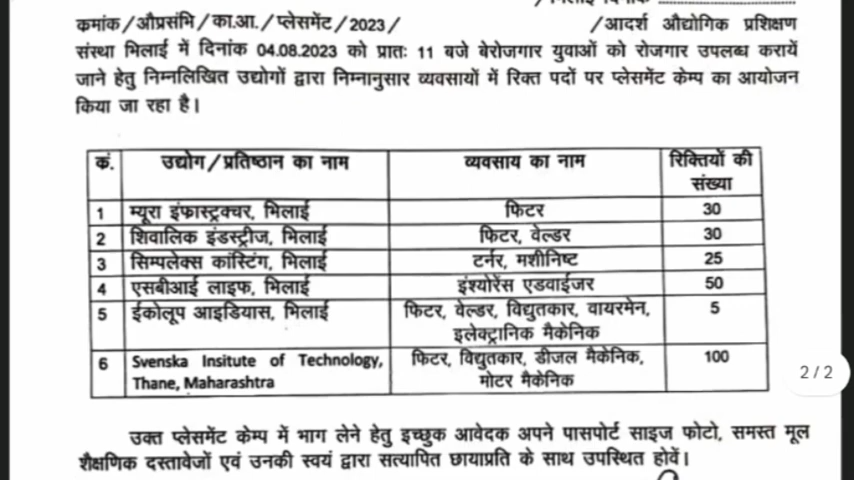 क्रमांक/औप्रसंभि/का.आ./प्लेसमेंट/2023/ /आदर्श औद्योगिक प्रशिक्षण
संस्था भिलाई में दिनांक 04.08.2023 को प्रातः 11 बजे बेरोजगार युवाओं को रोजगार उपलब्ध करायें
जाने हेतु निम्नलिखित उद्योगों द्वारा निम्नानुसार व्यवसायों में रिक्त पदों पर प्लेसमेंट केम्प का आयोजन
किया जा रहा है।
कं. उद्योग/प्रतिष्ठान का नाम व्यवसाय का नाम रिक्तियों की
संख्या
1 म्यूरा इंफ्रास्ट्रक्चर, भिलाई फिटर 30
2 शिवालिक इंडस्ट्रीज, भिलाई फिटर, वेल्डर 30
3 सिम्पलेक्स कांस्टिंग, भिलाई टर्नर, मशीनिष्ट 25
4 एसबीआई लाइफ, भिलाई इंश्योरेंस एडवाईजर 50
5 ईकोलूप आइडियास, भिलाई फिटर, वेल्डर, विद्युतकार, वायरमेन, 5
इलेक्ट्रानिक मैकेनिक
6 Svenska Insitute of Technology, फिटर, विद्युतकार, डीजल मैकेनिक, 100
Thane, Maharashtra मोटर मैकेनिक
2/2
उक्त प्लेसमेंट केम्प में भाग लेने हेतु इच्छुक आवेदक अपने पासपोर्ट साइज फोटो, समस्त मूल
शैक्षणिक दस्तावेजों एवं उनकी स्वयं द्वारा सत्यापित छायाप्रति के साथ उपस्थित होवें।